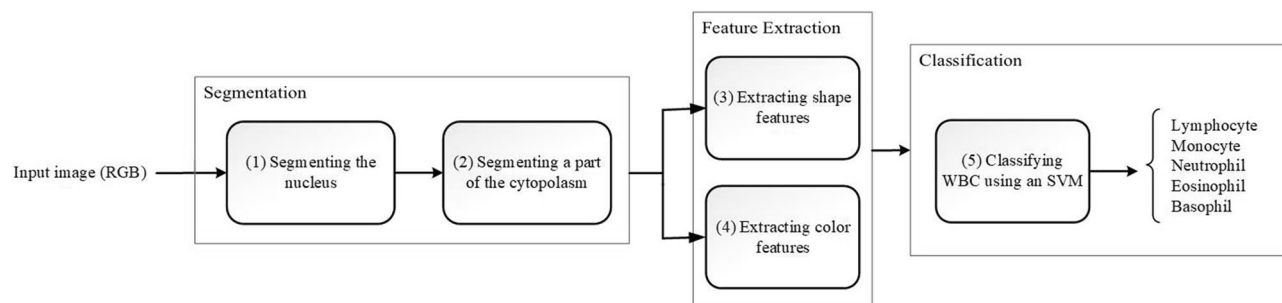 Input image (RGB)
Segmentation
(1) Segmenting the
nucleus
(2) Segmenting a part
of the cytopolasm
Feature Extraction
(3) Extracting shape
features
(4) Extracting color
features
Classification
(5) Classifying
WBC using an SVM
Lymphocyte
Monocyte
Neutrophil
Eosinophil
Basophil